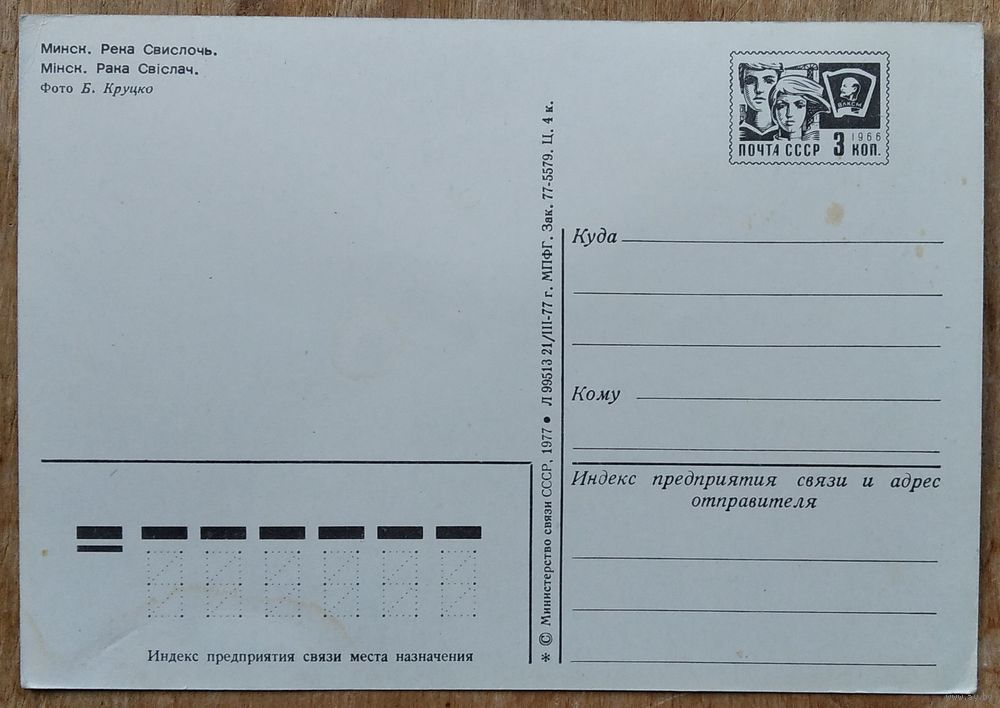 Минск. Река Свислочь.
Мінск. Рака Свіслач.
Фото Б. Круцко
ВЛКСМ
1966
ПОЧТА СССР 3 КОП.
* © Министерство связи СССР, 1977 • Л 99513 21/III-77 г. МПФГ. Зак. 77-5579. Ц. 4 к.
Куда
Кому
Индекс предприятия связи и адрес
отправителя
Индекс предприятия связи места назначения